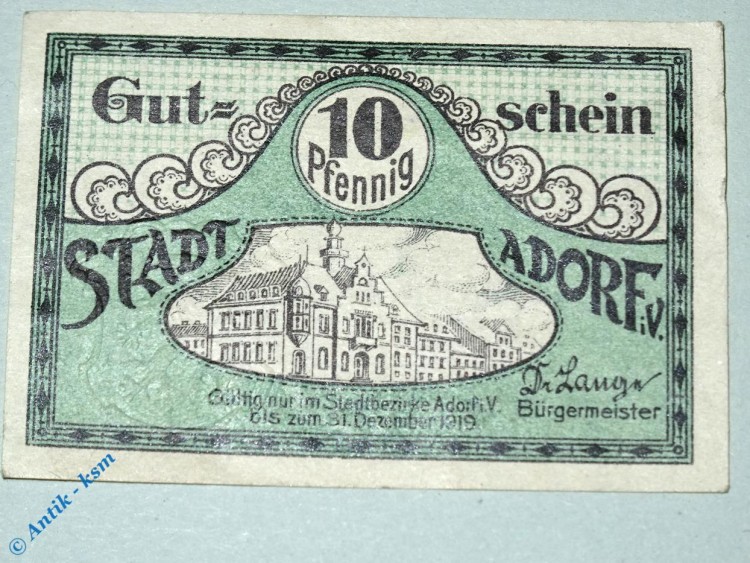 Gut= schein
10
Pfennig
STADT ADORF i.V.
Gültig nur im Stadtbezirke Adorf i.V.
bis zum 31. Dezember 1919.
Dr Lange
Bürgermeister
© Antik - ksm